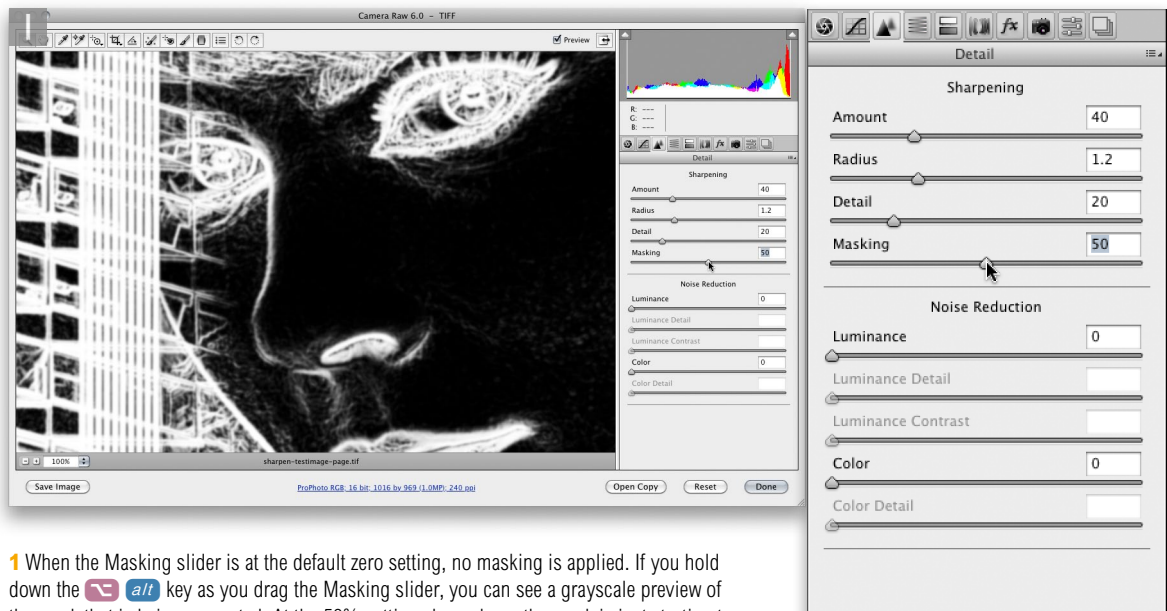 Camera Raw 6.0 – TIFF
Preview
R: ---
G: ---
B: ---
Detail
Sharpening
Amount 40
Radius 1.2
Detail 20
Masking 50
Noise Reduction
Luminance 0
Luminance Detail
Luminance Contrast
Color 0
Color Detail
100%
sharpen-testimage-page.tif
Save Image
ProPhoto RGB; 16 bit; 1016 by 969 (1.0MP); 240 ppi
Open Copy
Reset
Done
fx
Detail
Sharpening
Amount 40
Radius 1.2
Detail 20
Masking 50
Noise Reduction
Luminance 0
Luminance Detail
Luminance Contrast
Color 0
Color Detail
1 When the Masking slider is at the default zero setting, no masking is applied. If you hold
down the ⌥ alt key as you drag the Masking slider, you can see a grayscale preview of